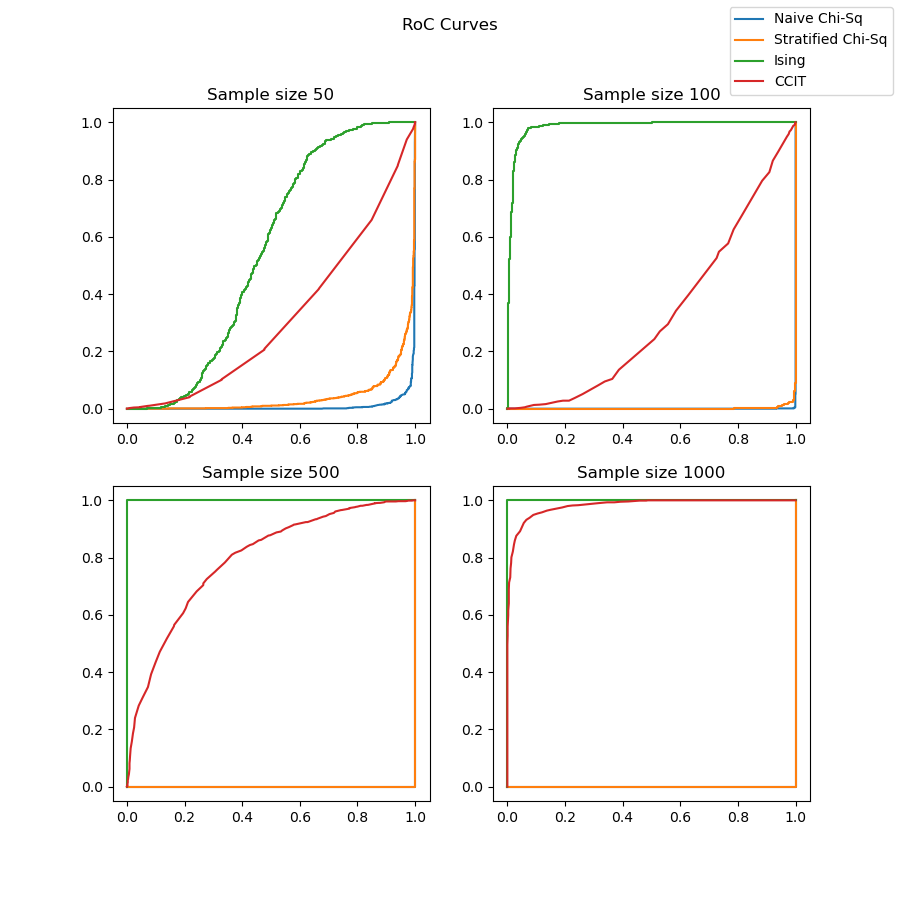 RoC Curves
Naive Chi-Sq
Stratified Chi-Sq
Ising
CCIT
Sample size 50
1.0
0.8
0.6
0.4
0.2
0.0
0.0 0.2 0.4 0.6 0.8 1.0
Sample size 100
1.0
0.8
0.6
0.4
0.2
0.0
0.0 0.2 0.4 0.6 0.8 1.0
Sample size 500
1.0
0.8
0.6
0.4
0.2
0.0
0.0 0.2 0.4 0.6 0.8 1.0
Sample size 1000
1.0
0.8
0.6
0.4
0.2
0.0
0.0 0.2 0.4 0.6 0.8 1.0